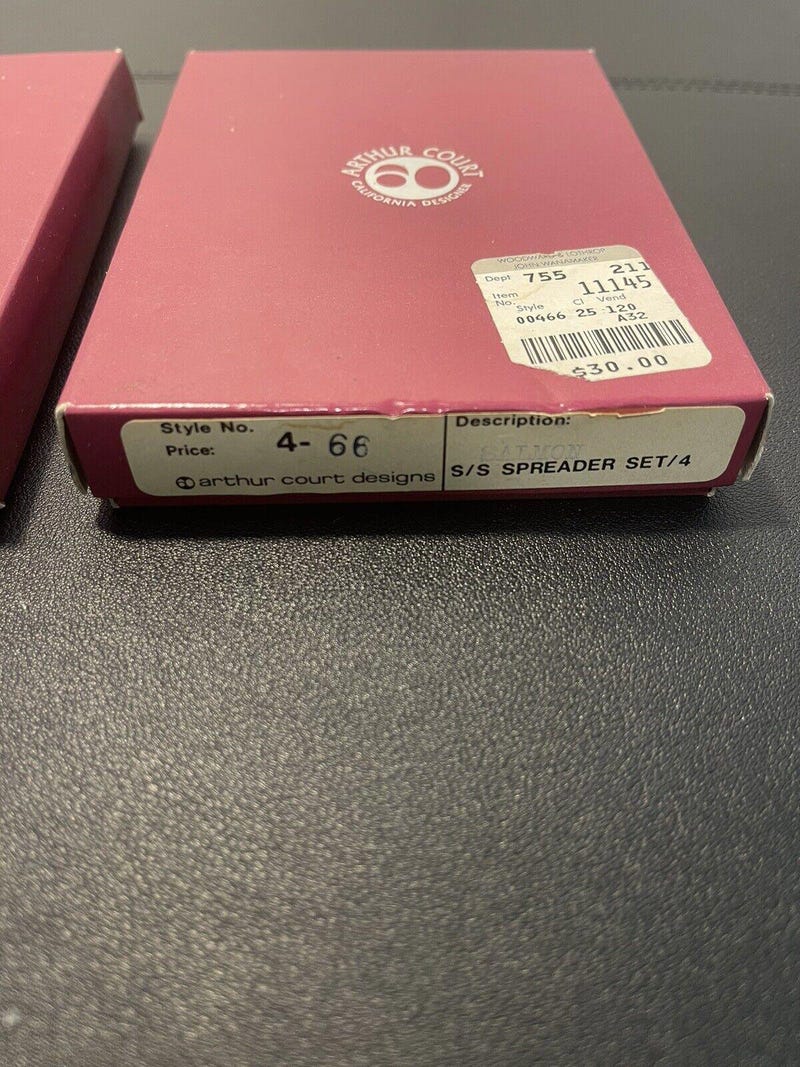 ARTHUR COURT
CALIFORNIA DESIGNER
WOODWARD & LOTHROP
JOHN WANAMAKER
Dept 755 211
Item No. 11145
Style Cl Vend
00466 25 120
A32
$30.00
Style No. 4- 66
Price:
arthur court designs
Description:
SALMON
S/S SPREADER SET/4